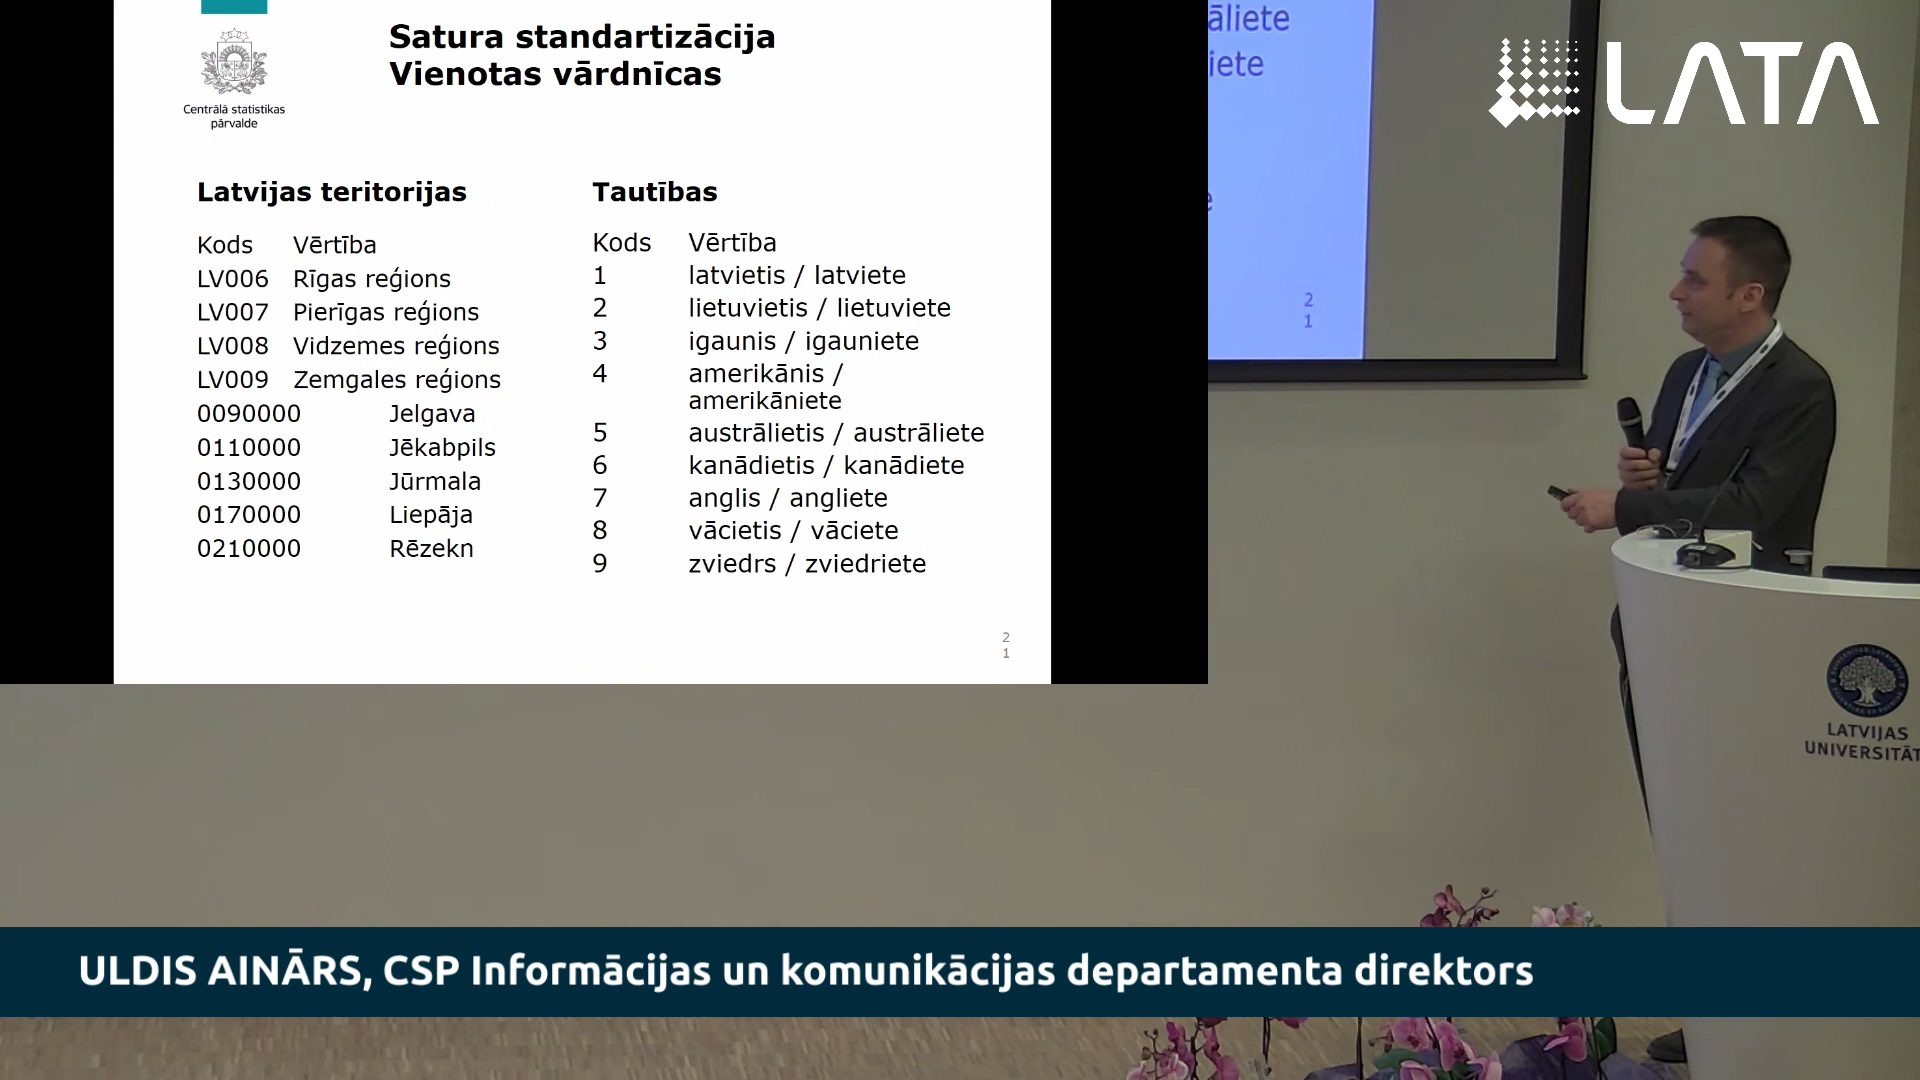 Centrālā statistikas
pārvalde
Satura standartizācija
Vienotas vārdnīcas
Latvijas teritorijas
Kods Vērtība
LV006 Rīgas reģions
LV007 Pierīgas reģions
LV008 Vidzemes reģions
LV009 Zemgales reģions
0090000 Jelgava
0110000 Jēkabpils
0130000 Jūrmala
0170000 Liepāja
0210000 Rēzekn
Tautības
Kods Vērtība
1 latvietis / latviete
2 lietuvietis / lietuviete
3 igaunis / igauniete
4 amerikānis /
amerikāniete
5 austrālietis / austrāliete
6 kanādietis / kanādiete
7 anglis / angliete
8 vācietis / vāciete
9 zviedrs / zviedriete
2
1
āliete
iete
2
1
LATA
LATVIJAS
UNIVERSITĀT
ULDIS AINĀRS, CSP Informācijas un komunikācijas departamenta direktors